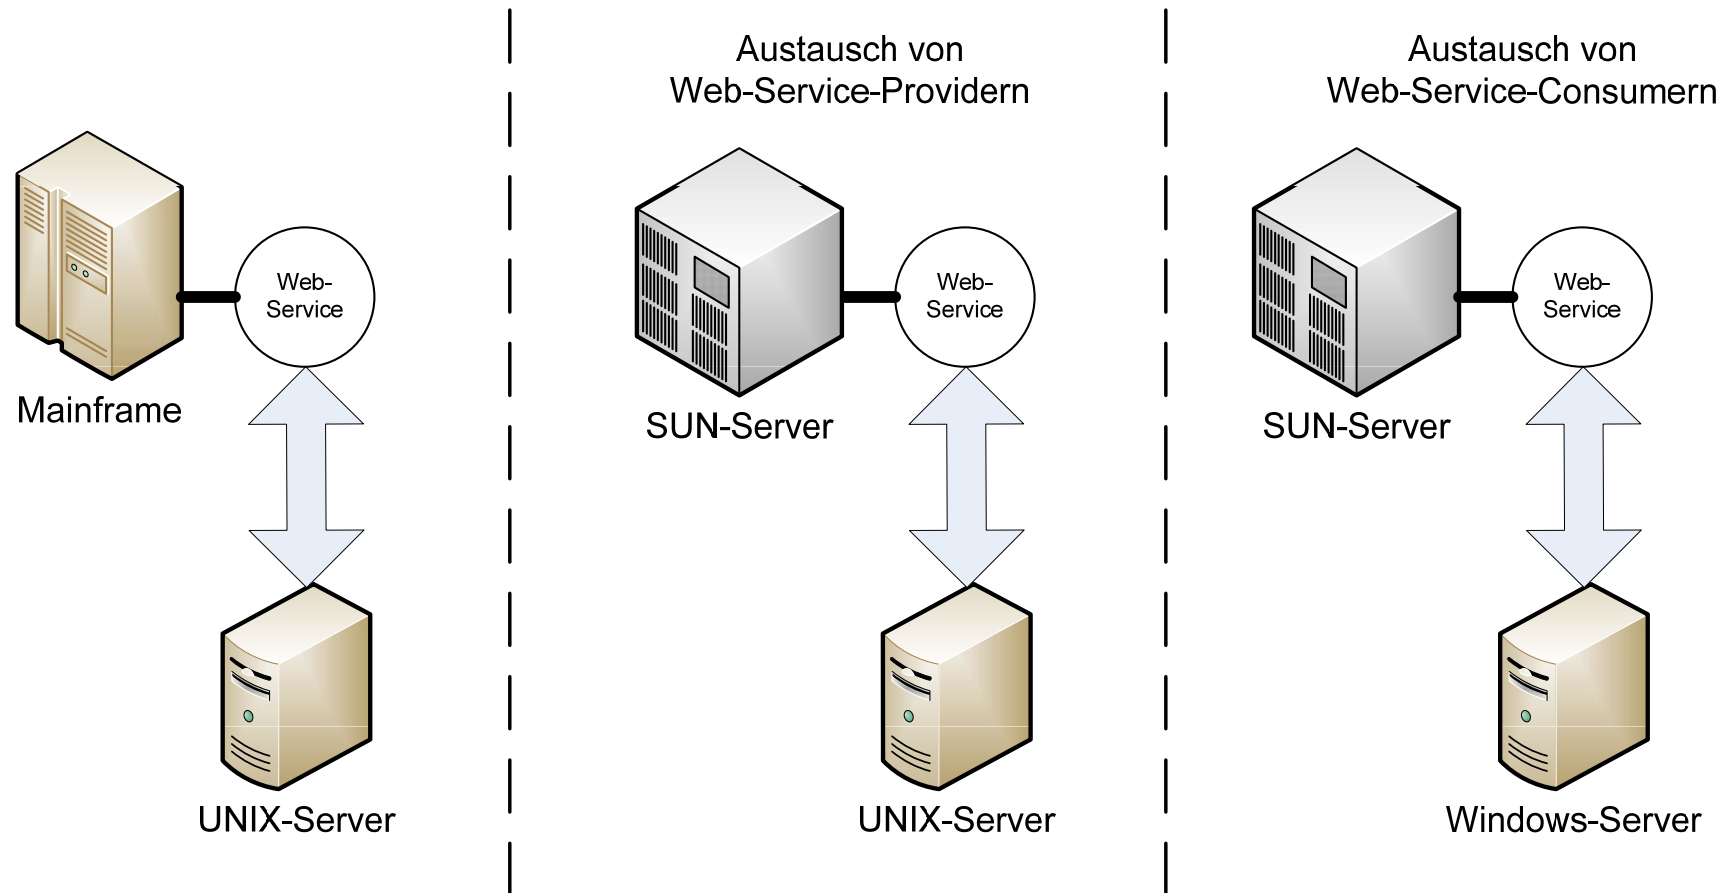 Austausch von
Web-Service-Providern
Austausch von
Web-Service-Consumern
Web-
Service
Web-
Service
Web-
Service
Mainframe
SUN-Server
SUN-Server
UNIX-Server
UNIX-Server
Windows-Server